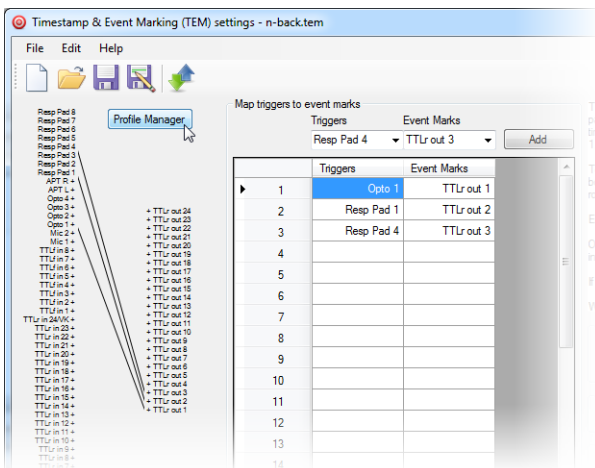 Timestamp & Event Marking (TEM) settings - n-back.tem
File Edit Help
Profile Manager
Resp Pad 8
Resp Pad 7
Resp Pad 6
Resp Pad 5
Resp Pad 4
Resp Pad 3 +
Resp Pad 2 +
Resp Pad 1 +
APT R +
APT L +
Opto 4 +
Opto 3 +
Opto 2 +
Opto 1 +
Mic 2 +
Mic 1 +
TTLf in 8 +
TTLf in 7 +
TTLf in 6 +
TTLf in 5 +
TTLf in 4 +
TTLf in 3 +
TTLf in 2 +
TTLf in 1 +
TTLr in 24/VK +
TTLr in 23 +
TTLr in 22 +
TTLr in 21 +
TTLr in 20 +
TTLr in 19 +
TTLr in 18 +
TTLr in 17 +
TTLr in 16 +
TTLr in 15 +
TTLr in 14 +
TTLr in 13 +
TTLr in 12 +
TTLr in 11 +
TTLr in 10 +
TTLr in 9 +
TTLr in 8 +
TTLr in 7 +
+ TTLr out 24
+ TTLr out 23
+ TTLr out 22
+ TTLr out 21
+ TTLr out 20
+ TTLr out 19
+ TTLr out 18
+ TTLr out 17
+ TTLr out 16
+ TTLr out 15
+ TTLr out 14
+ TTLr out 13
+ TTLr out 12
+ TTLr out 11
+ TTLr out 10
+ TTLr out 9
+ TTLr out 8
+ TTLr out 7
+ TTLr out 6
+ TTLr out 5
+ TTLr out 4
+ TTLr out 3
+ TTLr out 2
+ TTLr out 1
Map triggers to event marks
Triggers Event Marks
Resp Pad 4 TTLr out 3 Add
Triggers Event Marks
1 Opto 1 TTLr out 1
2 Resp Pad 1 TTLr out 2
3 Resp Pad 4 TTLr out 3
4
5
6
7
8
9
10
11
12
13
14